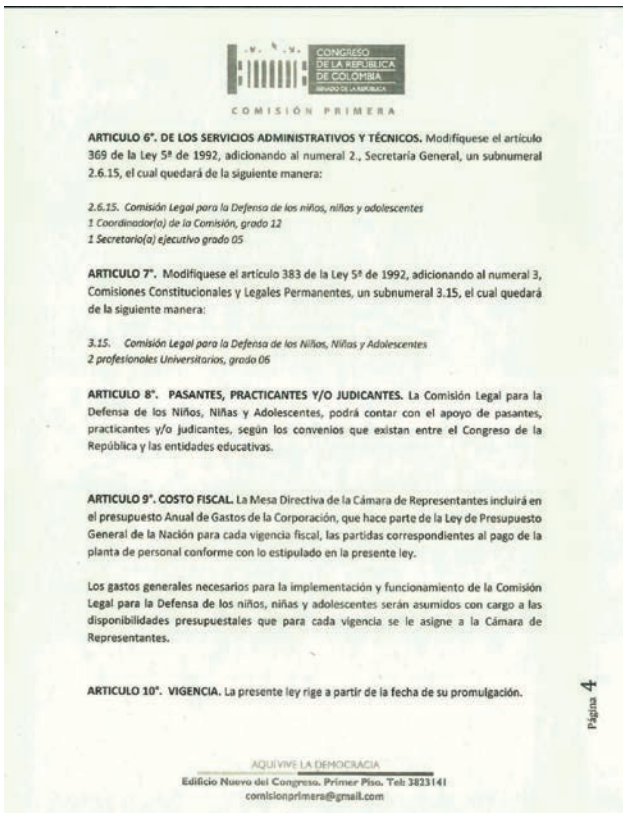 CONGRESO
DE LA REPÚBLICA
DE COLOMBIA
SENADO DE LA REPÚBLICA
COMISIÓN PRIMERA
ARTICULO 6°. DE LOS SERVICIOS ADMINISTRATIVOS Y TÉCNICOS. Modifíquese el artículo
369 de la Ley 5ª de 1992, adicionando al numeral 2., Secretaría General, un subnumeral
2.6.15, el cual quedará de la siguiente manera:
2.6.15. Comisión Legal para la Defensa de los niños, niñas y adolescentes
1 Coordinador(a) de la Comisión, grado 12
1 Secretario(a) ejecutivo grado 05
ARTICULO 7°. Modifíquese el artículo 383 de la Ley 5ª de 1992, adicionando al numeral 3,
Comisiones Constitucionales y Legales Permanentes, un subnumeral 3.15, el cual quedará
de la siguiente manera:
3.15. Comisión Legal para la Defensa de los Niños, Niñas y Adolescentes
2 profesionales Universitarios, grado 06
ARTICULO 8°. PASANTES, PRACTICANTES Y/O JUDICANTES. La Comisión Legal para la
Defensa de los Niños, Niñas y Adolescentes, podrá contar con el apoyo de pasantes,
practicantes y/o judicantes, según los convenios que existan entre el Congreso de la
República y las entidades educativas.
ARTICULO 9°. COSTO FISCAL. La Mesa Directiva de la Cámara de Representantes incluirá en
el presupuesto Anual de Gastos de la Corporación, que hace parte de la Ley de Presupuesto
General de la Nación para cada vigencia fiscal, las partidas correspondientes al pago de la
planta de personal conforme con lo estipulado en la presente ley.
Los gastos generales necesarios para la implementación y funcionamiento de la Comisión
Legal para la Defensa de los niños, niñas y adolescentes serán asumidos con cargo a las
disponibilidades presupuestales que para cada vigencia se le asigne a la Cámara de
Representantes.
ARTICULO 10°. VIGENCIA. La presente ley rige a partir de la fecha de su promulgación.
Página 4
AQUÍ VIVE LA DEMOCRACIA
Edificio Nuevo del Congreso. Primer Piso. Tel: 3823141
comisionprimera@gmail.com